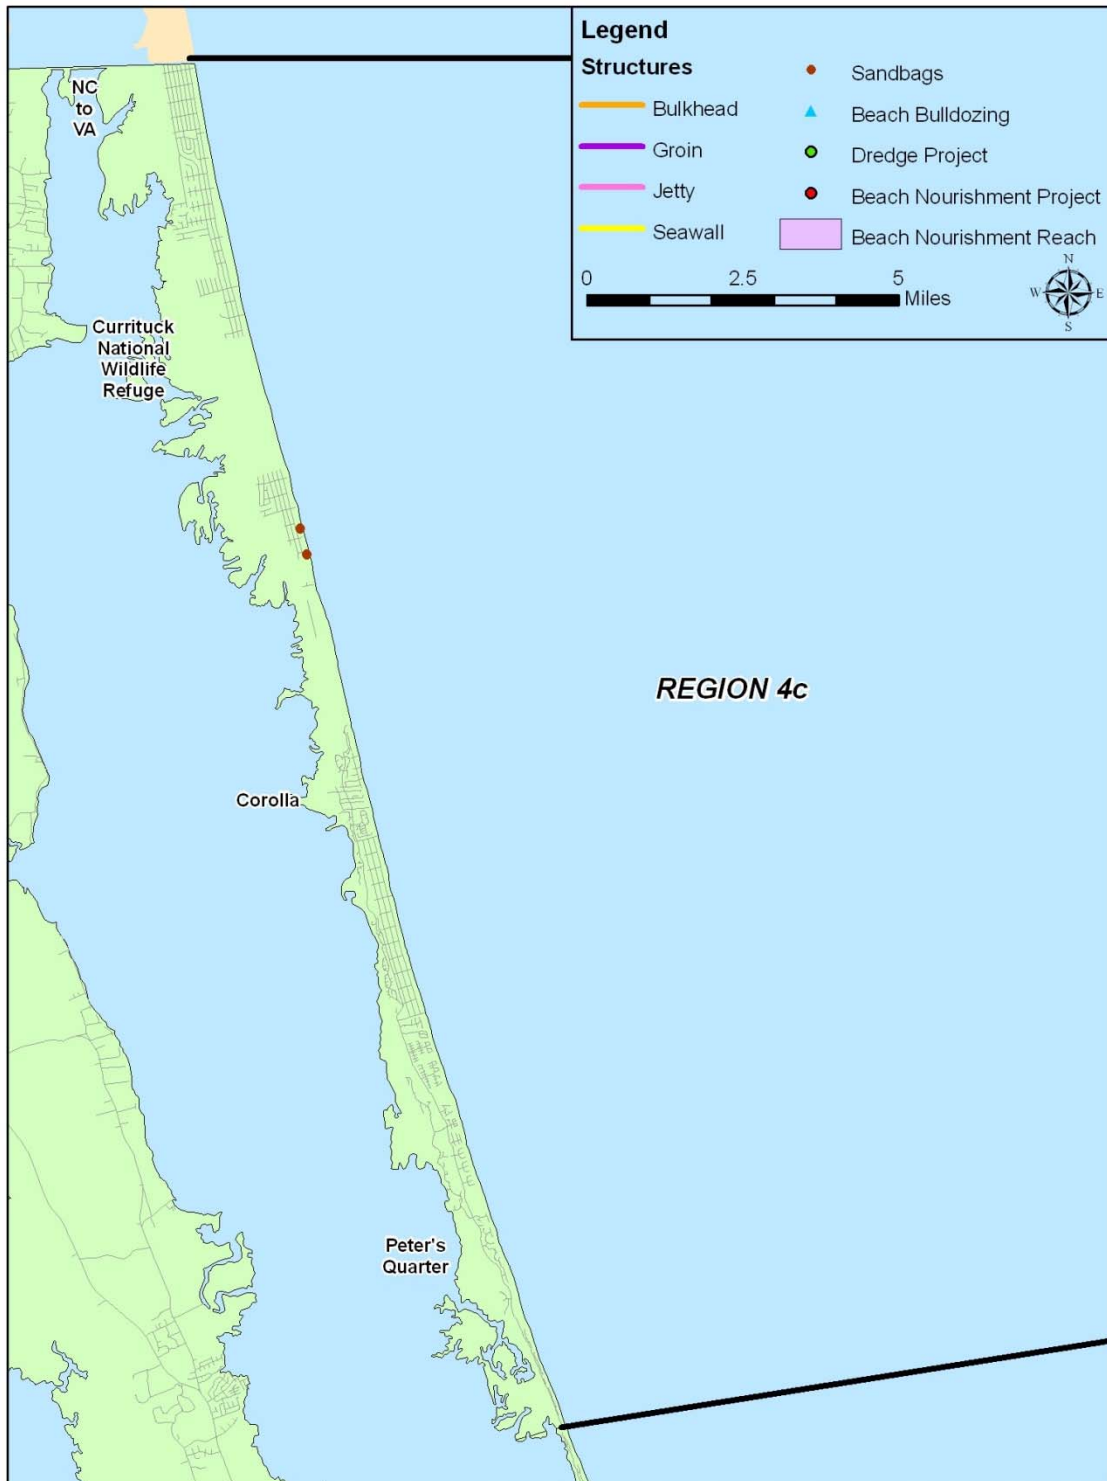 Legend
Structures
Bulkhead
Groin
Jetty
Seawall
Sandbags
Beach Bulldozing
Dredge Project
Beach Nourishment Project
Beach Nourishment Reach
0 2.5 5
Miles
N
W E
S
NC
to
VA
Currituck
National
Wildlife
Refuge
REGION 4c
Corolla
Peter's
Quarter